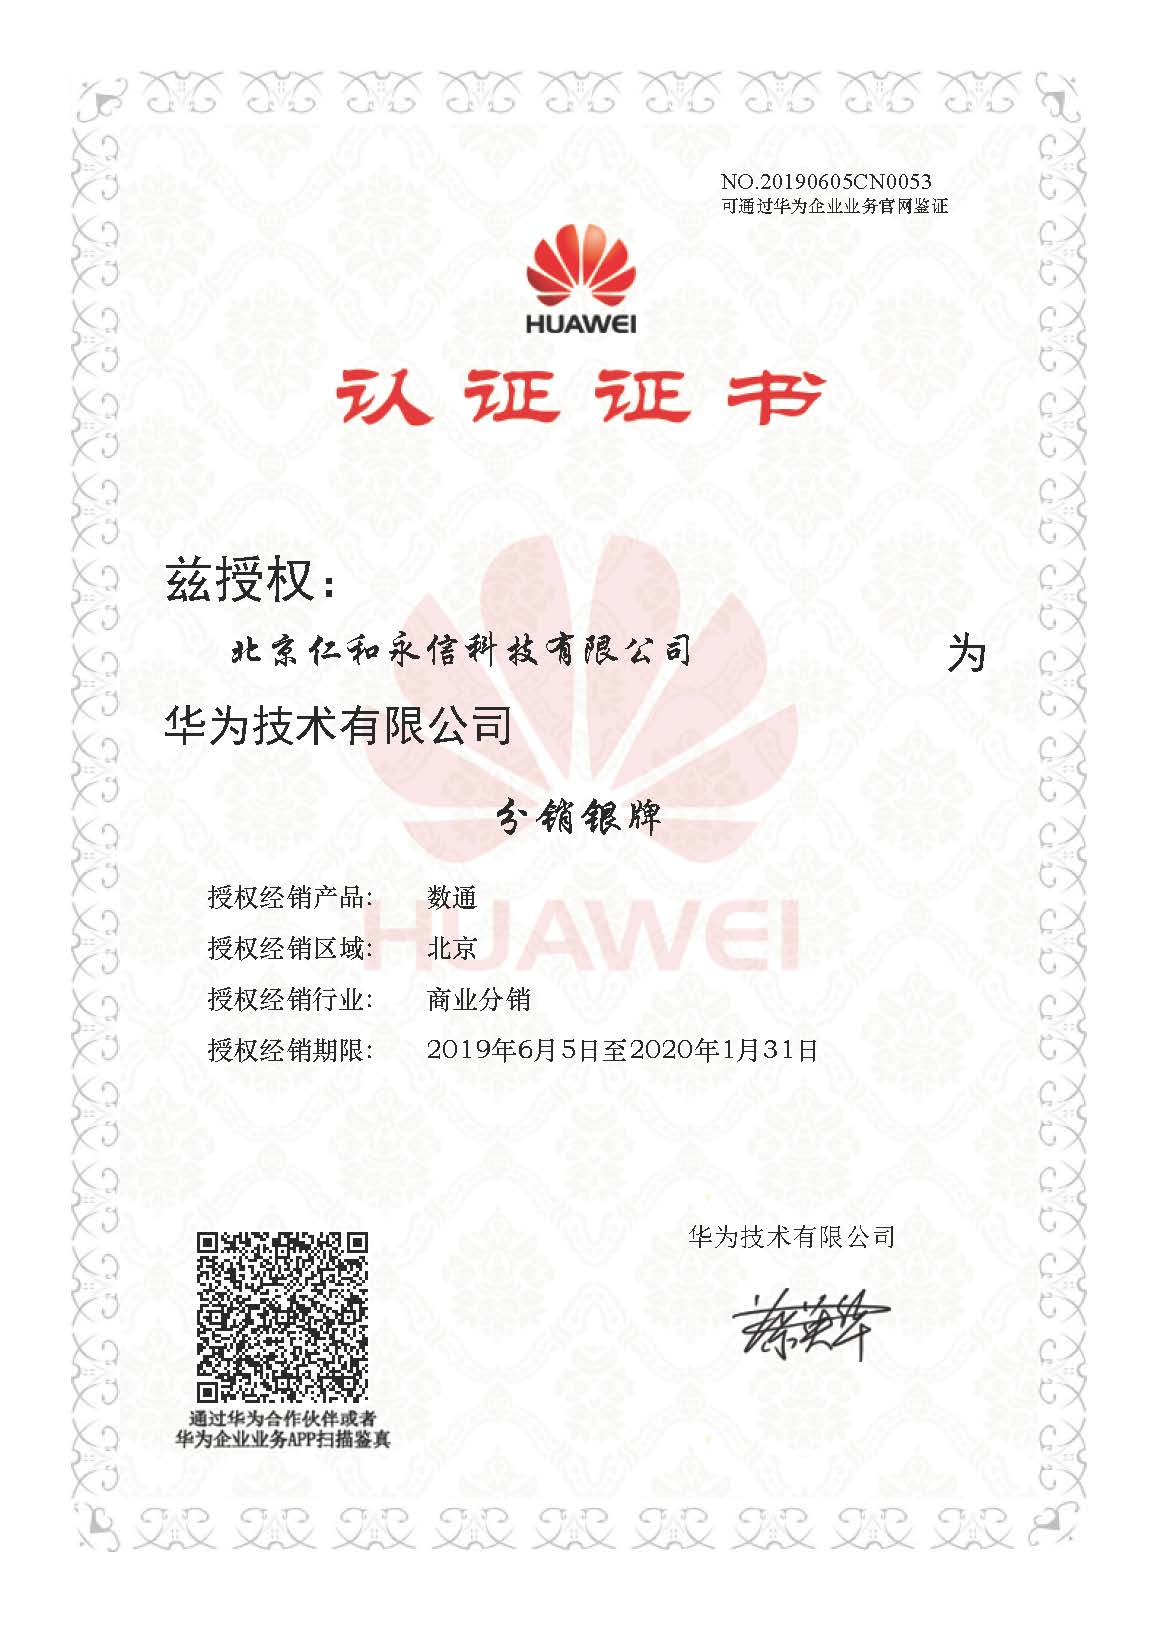 NO.20190605CN0053
可通过华为企业业务官网鉴证
HUAWEI
认证证书
兹授权：
北京仁和永信科技有限公司 为
华为技术有限公司
分销银牌
HUAWEI
授权经销产品: 数通
授权经销区域: 北京
授权经销行业: 商业分销
授权经销期限: 2019年6月5日至2020年1月31日
华为技术有限公司
通过华为合作伙伴或者
华为企业业务APP扫描鉴真